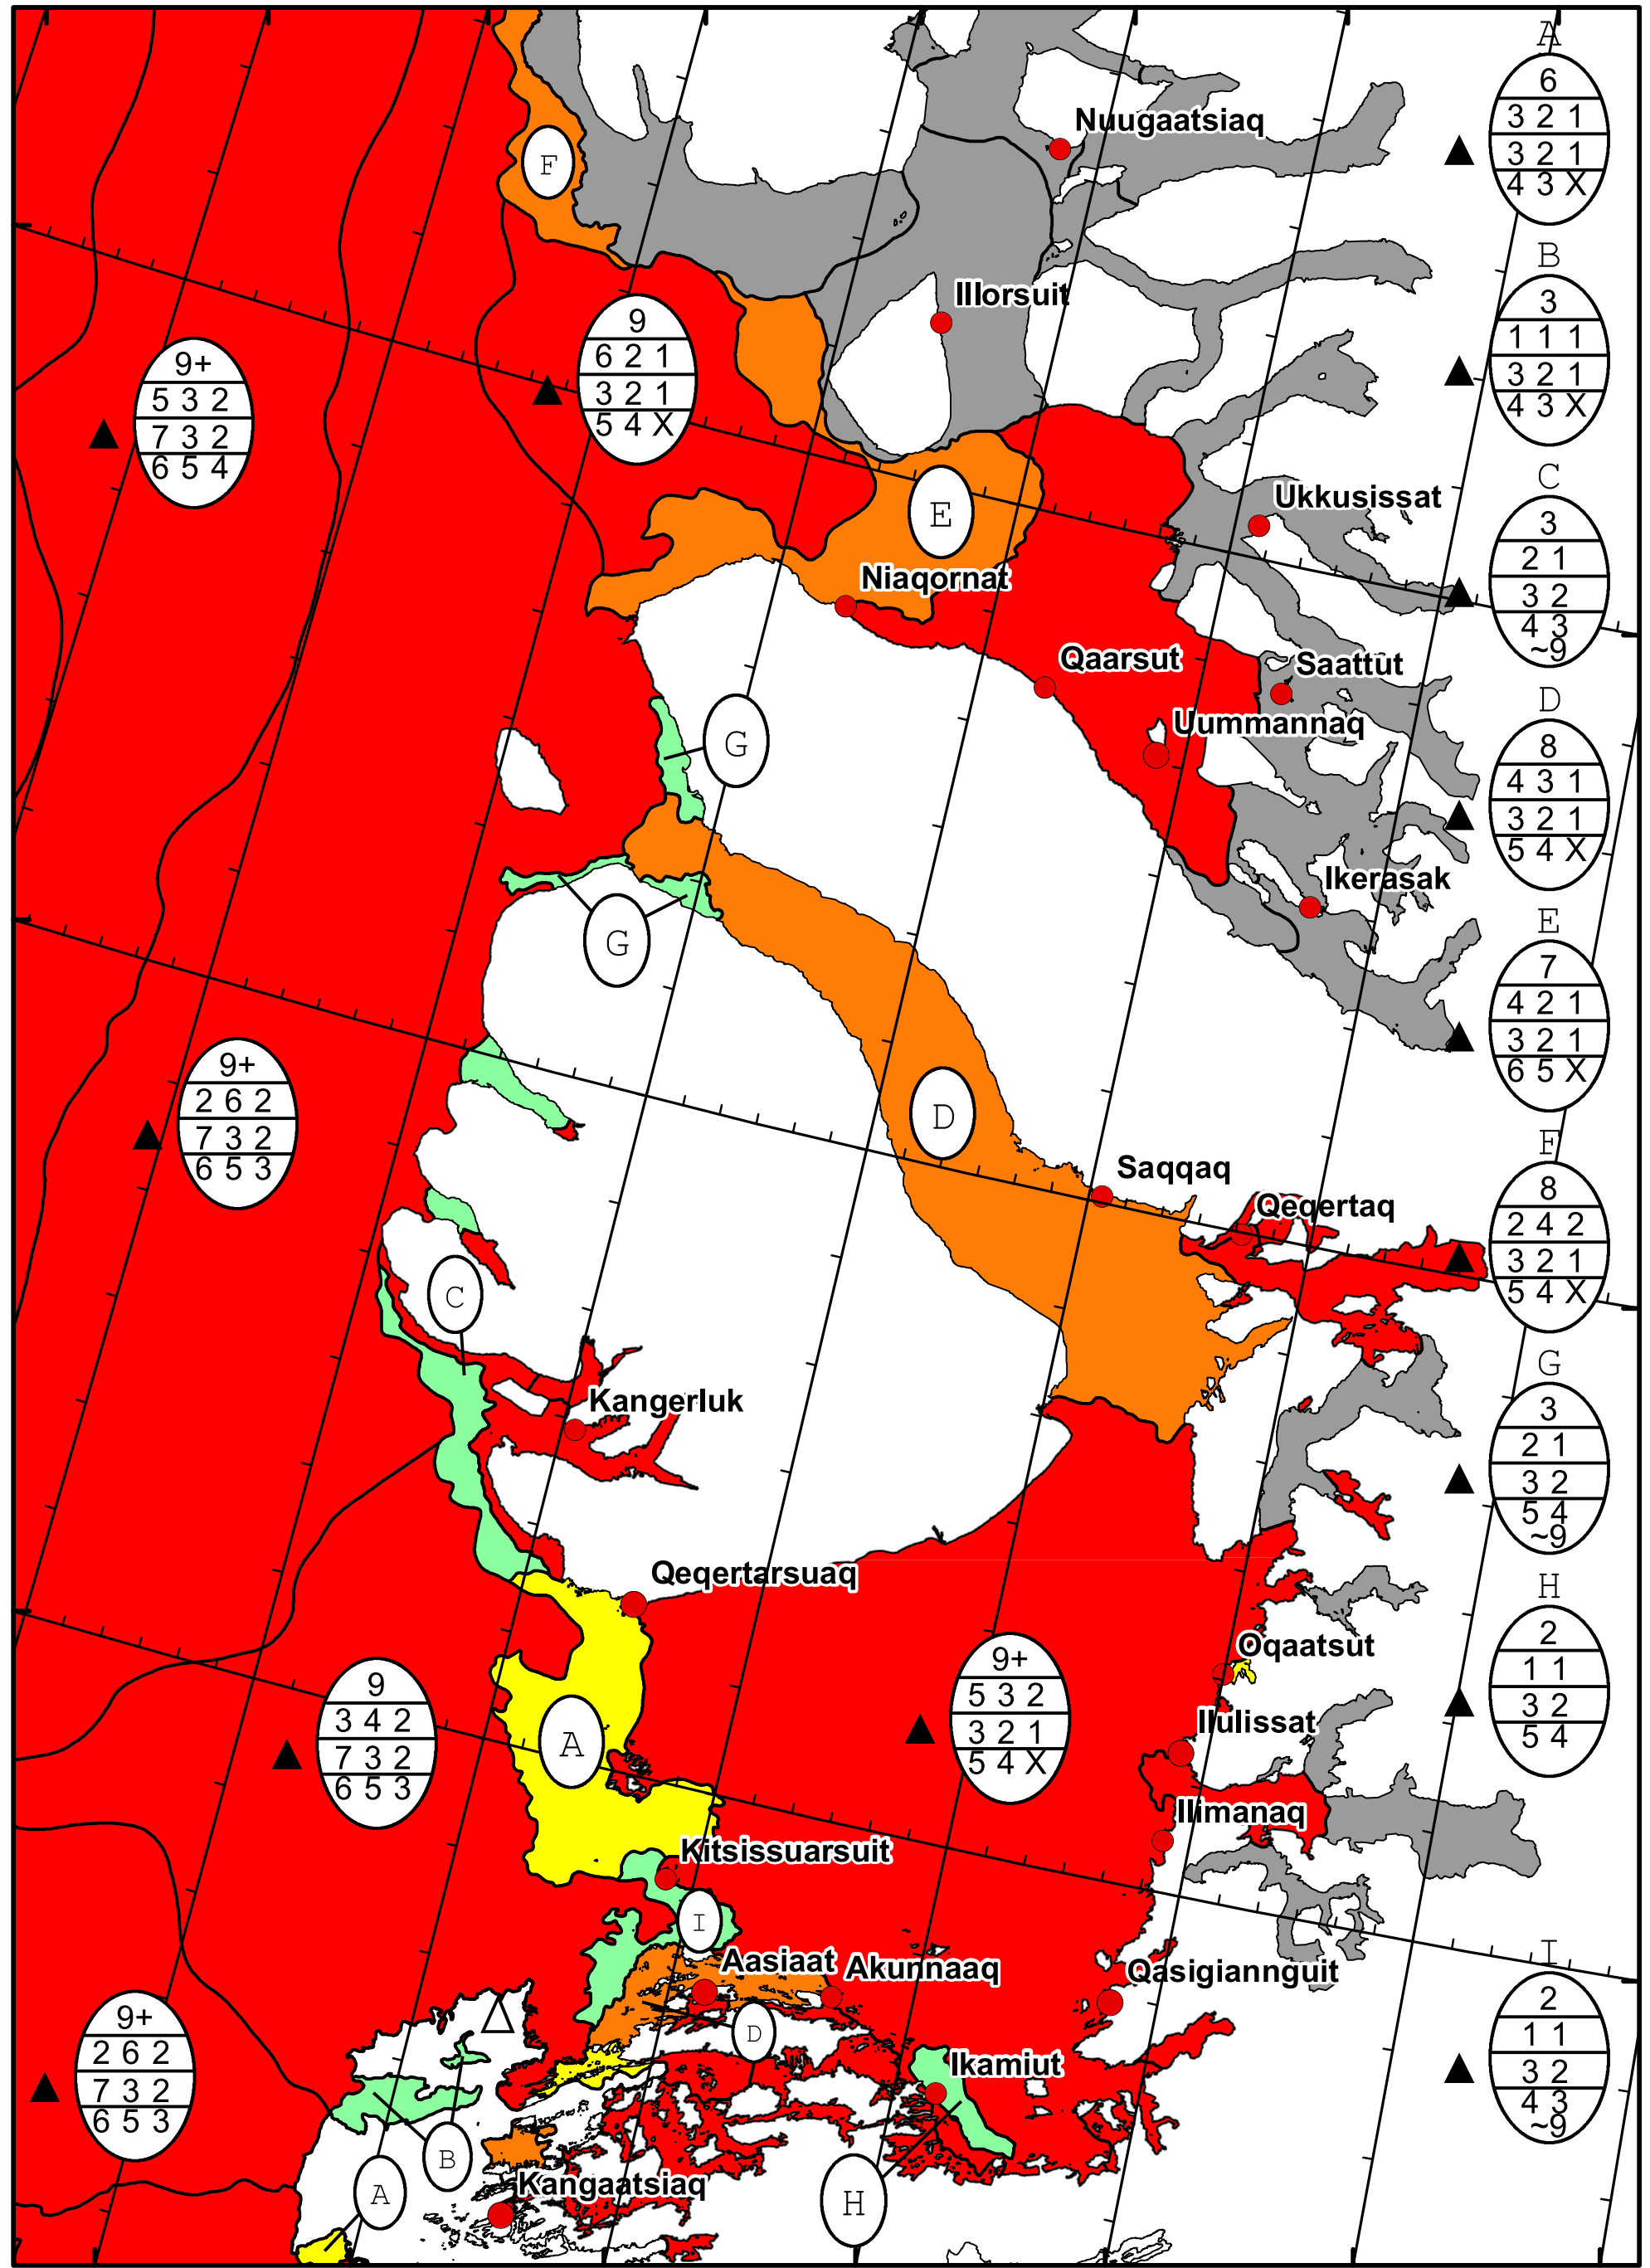 A
6
3 2 1
3 2 1
4 3 X
Nuugaatsiaq
F
B
3
1 1 1
3 2 1
4 3 X
Illorsuit
9
6 2 1
3 2 1
5 4 X
9+
5 3 2
7 3 2
6 5 4
C
3
2 1
3 2
4 3
~9
E
Ukkusissat
Niaqornat
Qaarsut
Saattut
Uummannaq
D
8
4 3 1
3 2 1
5 4 X
G
Ikerasak
G
E
7
4 2 1
3 2 1
6 5 X
9+
2 6 2
7 3 2
6 5 3
D
Saqqaq
Qeqertaq
F
8
2 4 2
3 2 1
5 4 X
C
Kangerluk
G
3
2 1
3 2
5 4
~9
Qeqertarsuaq
H
2
1 1
3 2
5 4
Oqaatsut
9
3 4 2
7 3 2
6 5 3
A
9+
5 3 2
3 2 1
5 4 X
Ilulissat
Ilimanaq
Kitsissuarsuit
I
Aasiaat
Akunnaaq
Qasigiannguit
I
2
1 1
3 2
4 3
~9
9+
2 6 2
7 3 2
6 5 3
D
Ikamiut
B
A
Kangaatsiaq
H